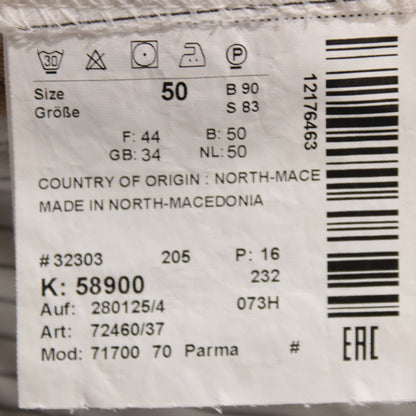 30 P
Size 50 B 90
Größe S 83
F: 44 B: 50
GB: 34 NL: 50
COUNTRY OF ORIGIN : NORTH-MACE
MADE IN NORTH-MACEDONIA
12176463
#32303 205 P: 16
K: 58900 232
Auf: 280125/4 073H
Art: 72460/37
Mod: 71700 70 Parma #
EAC